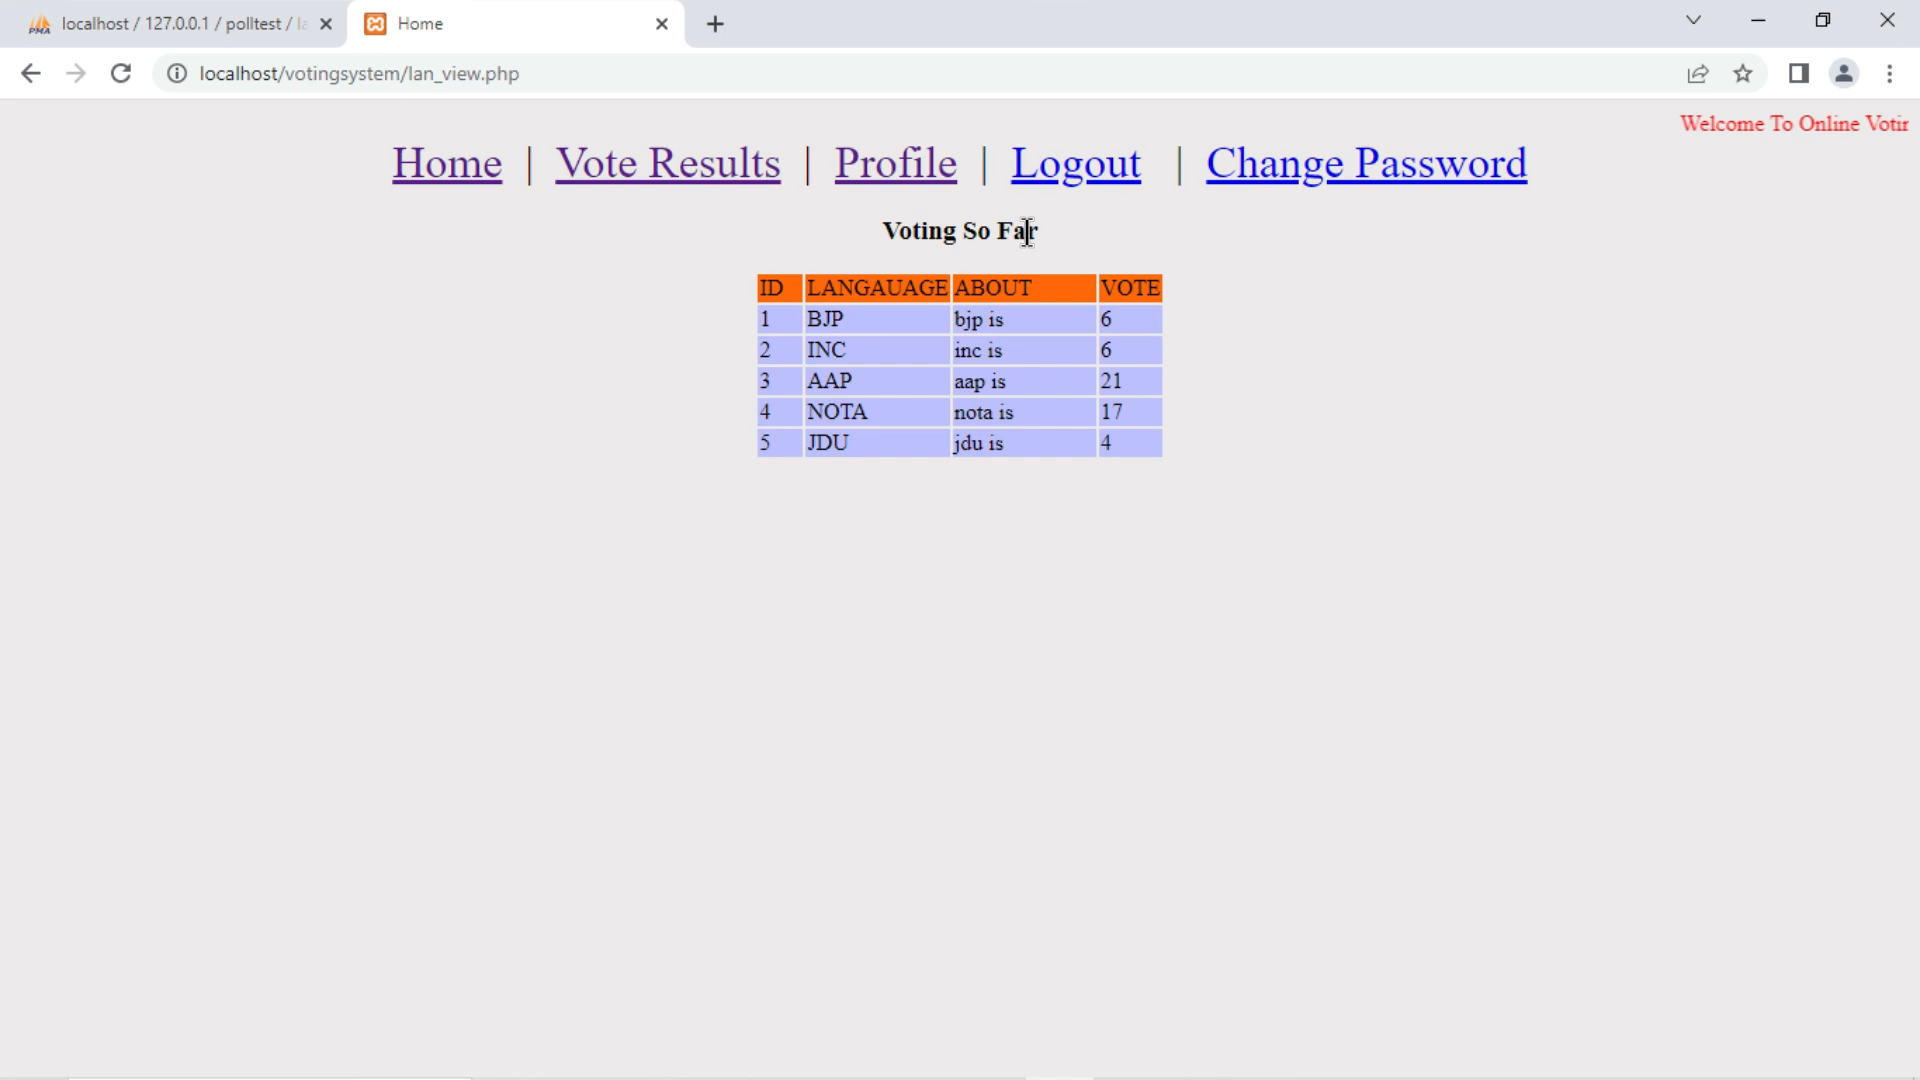 localhost / 127.0.0.1 / polltest / la
Home
localhost/votingsystem/lan_view.php
Welcome To Online Votin
Home | Vote Results | Profile | Logout | Change Password
Voting So Far
ID LANGAUAGE ABOUT VOTE
1 BJP bjp is 6
2 INC inc is 6
3 AAP aap is 21
4 NOTA nota is 17
5 JDU jdu is 4